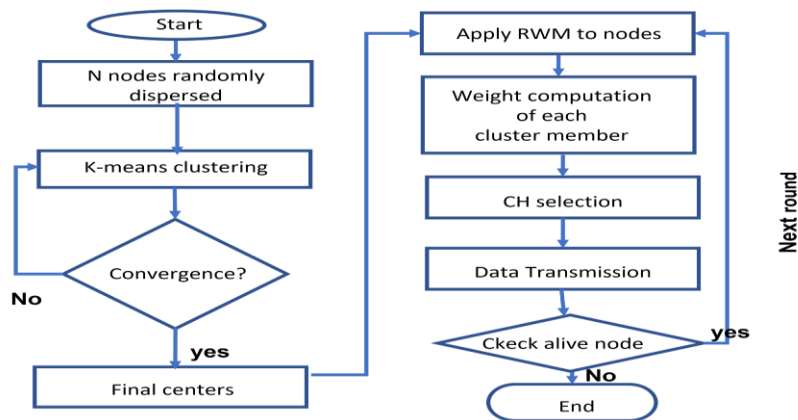 Start
N nodes randomly
dispersed
K-means clustering
Convergence?
No
yes
Final centers
Apply RWM to nodes
Weight computation
of each
cluster member
CH selection
Data Transmission
Ckeck alive node
yes
No
End
Next round